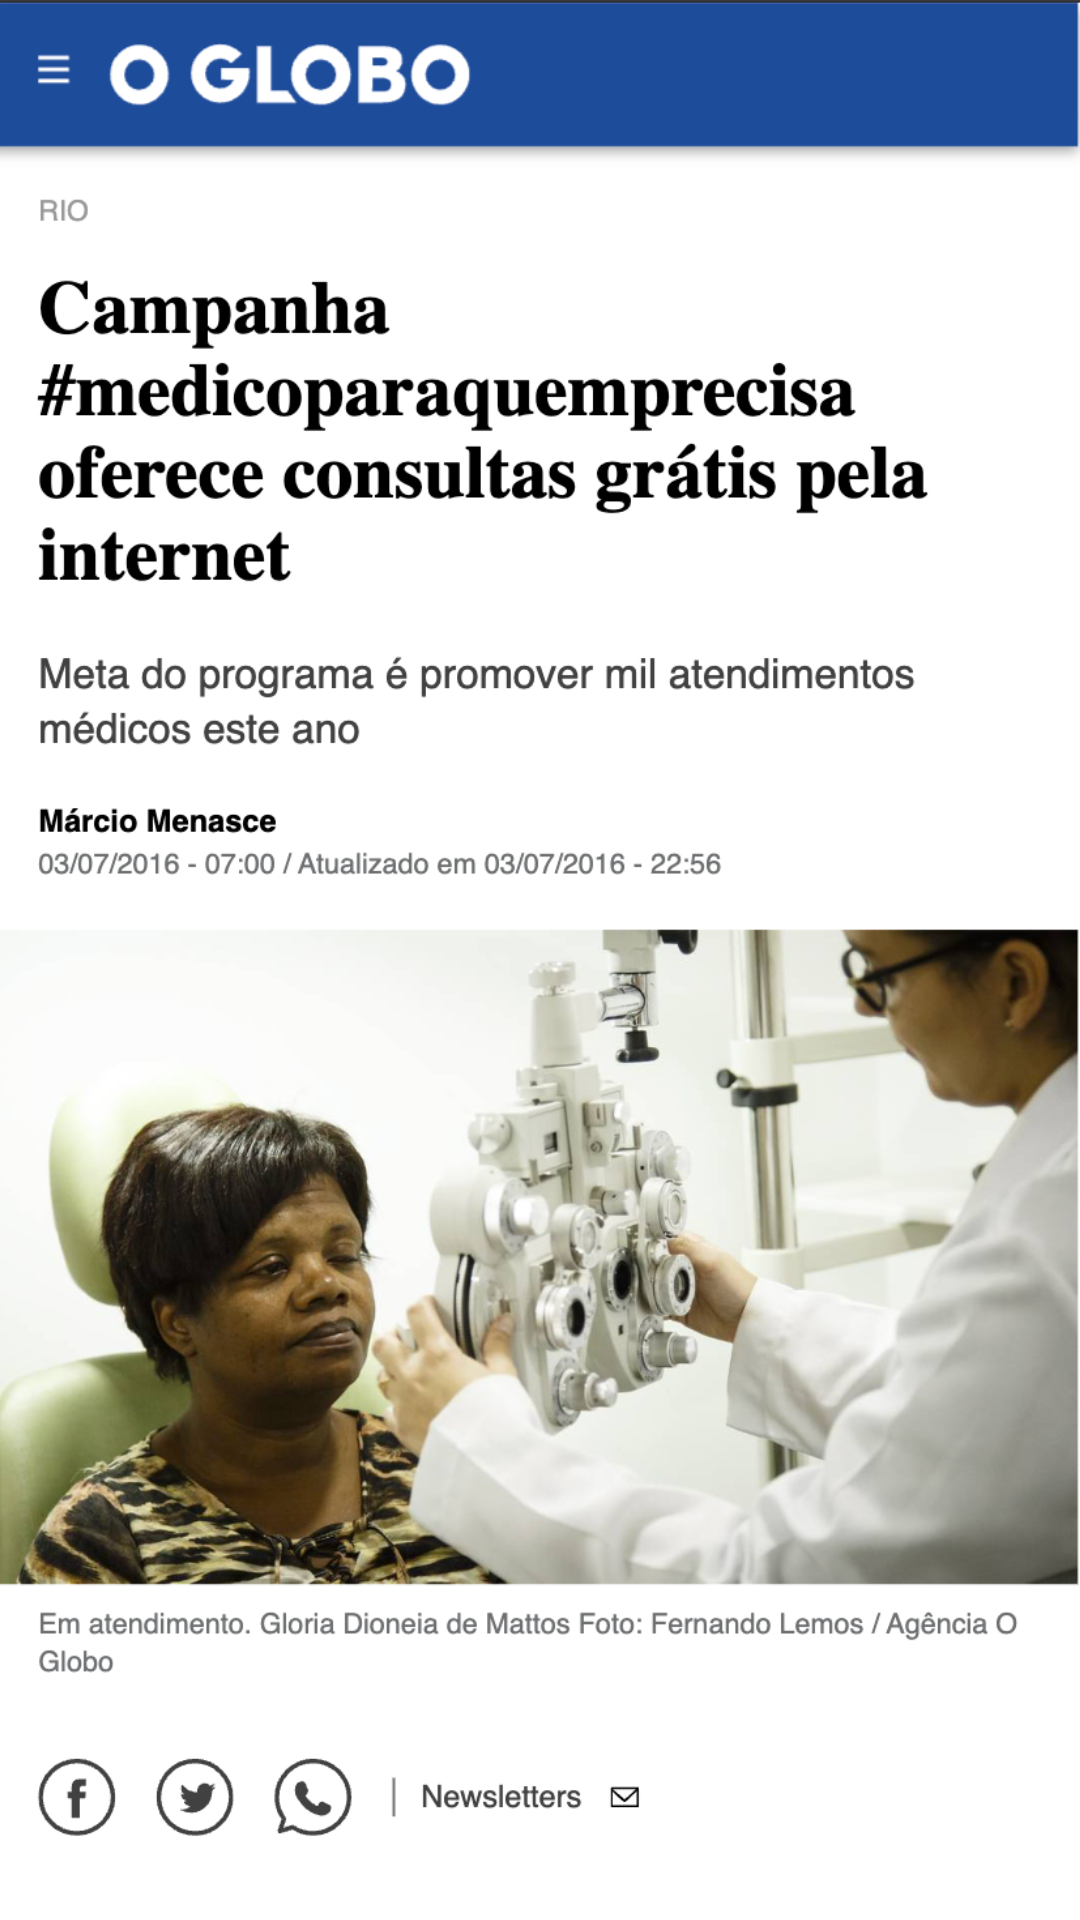 O GLOBO
RIO
Campanha
#medicoparaquemprecisa
oferece consultas grátis pela
internet
Meta do programa é promover mil atendimentos
médicos este ano
Márcio Menasce
03/07/2016 - 07:00 / Atualizado em 03/07/2016 - 22:56
Em atendimento. Gloria Dioneia de Mattos Foto: Fernando Lemos / Agência O
Globo
Newsletters